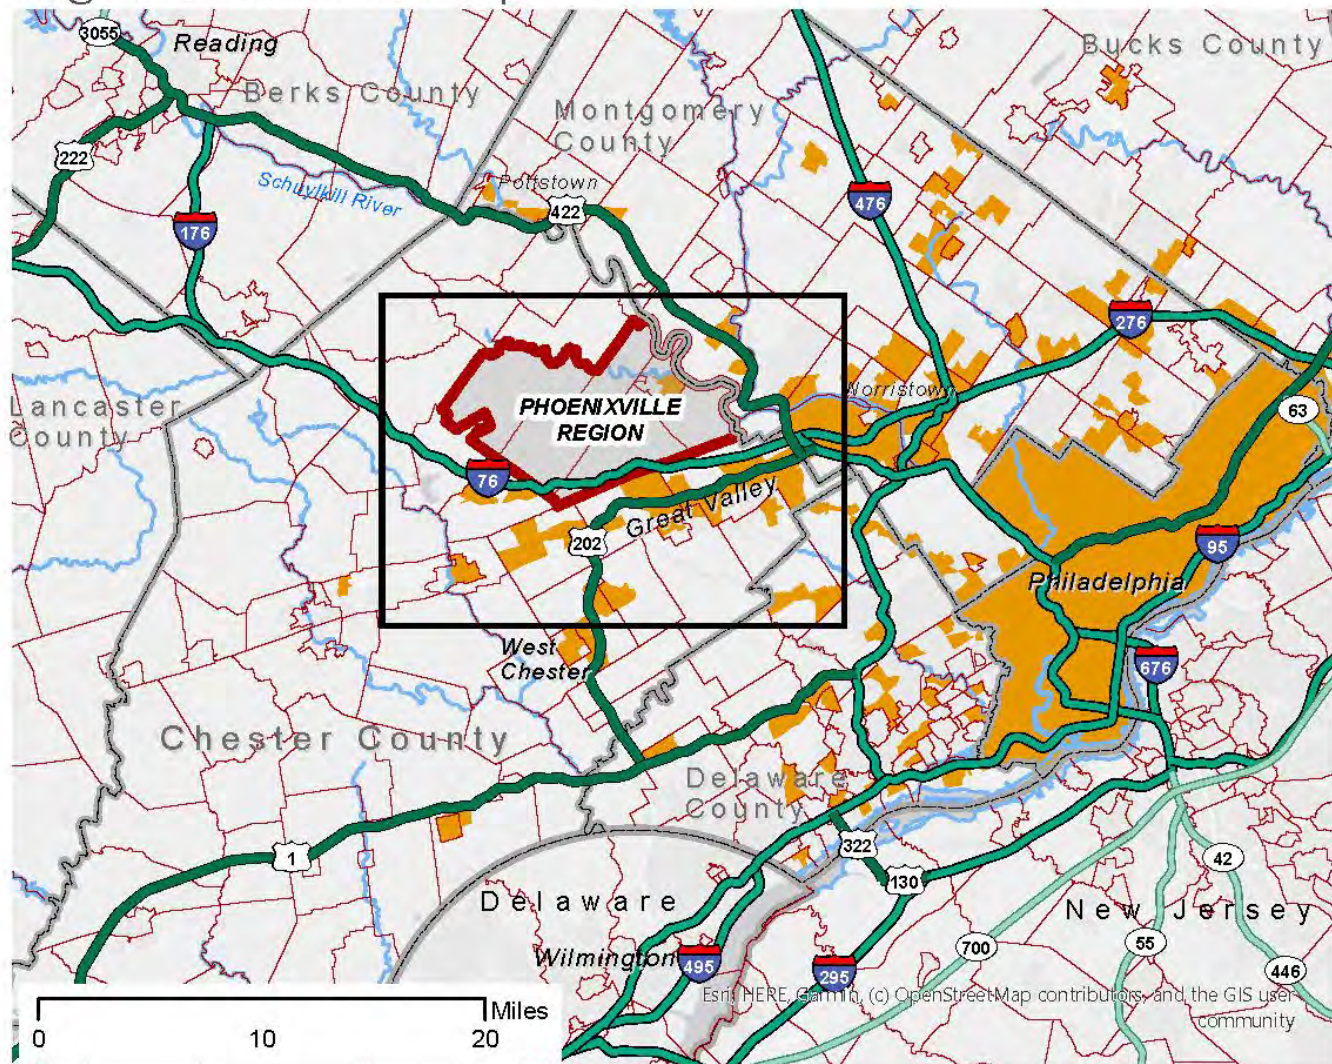 3055
Reading
Bucks County
Berks County
Montgomery
County
222
Schuylkill River
Pottstown
422
476
176
276
Lancaster
County
PHOENIXVILLE
REGION
Norristown
63
76
Great Valley
202
95
Philadelphia
West
Chester
676
Chester County
Delaware
County
1
322
42
130
Delaware
New Jersey
Wilmington
495
295
700
55
446
Esri, HERE, Garmin, (c) OpenStreetMap contributors, and the GIS user
community
Miles
0
10
20